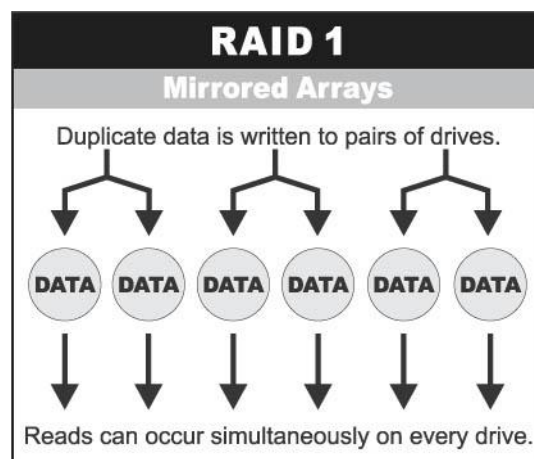 RAID 1
Mirrored Arrays
Duplicate data is written to pairs of drives.
DATA DATA DATA DATA DATA DATA
Reads can occur simultaneously on every drive.